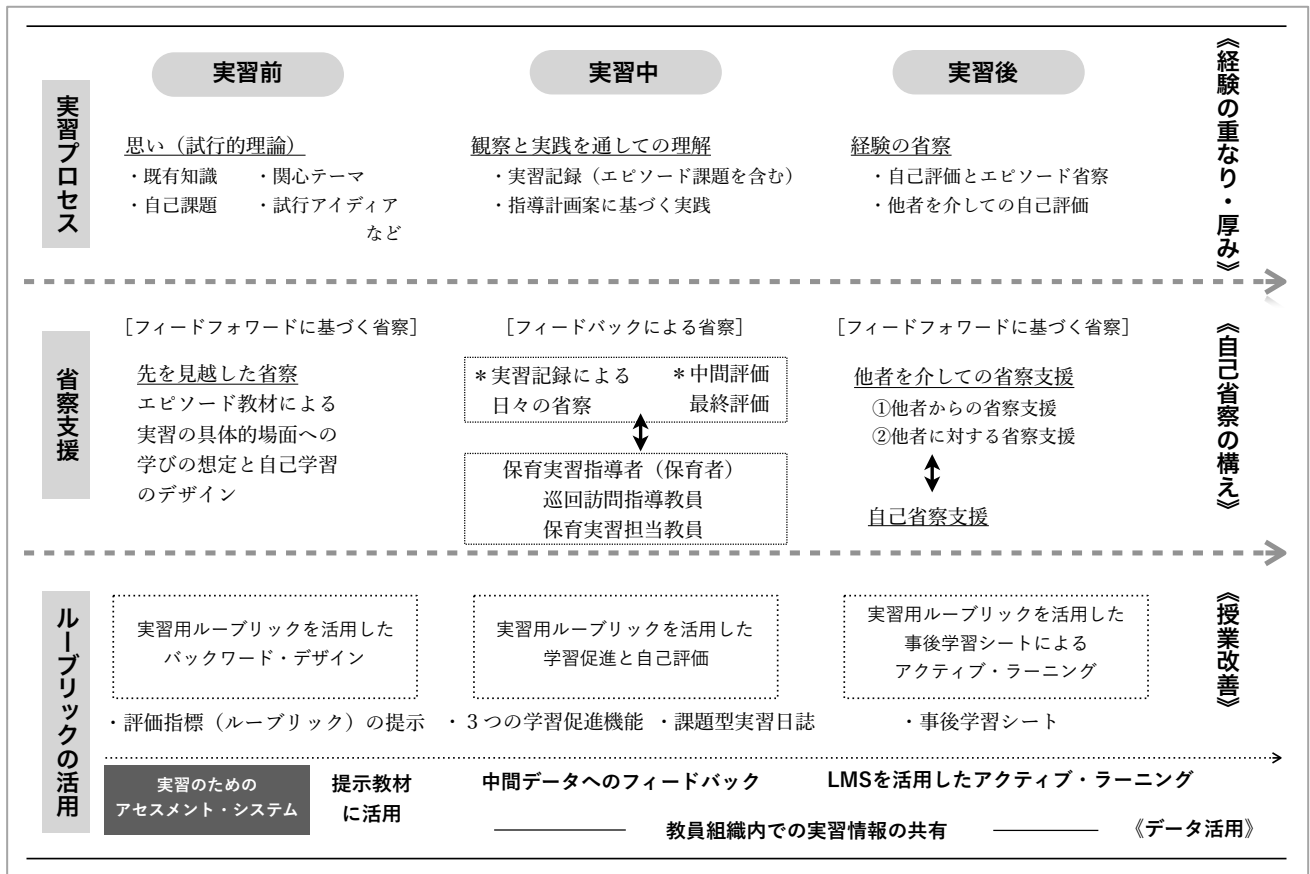 実習前
実習中
実習後
《経験の重なり・厚み》
実習プロセス
思い（試行的理論）
・既有知識　・関心テーマ
・自己課題　・試行アイディア
など
観察と実践を通しての理解
・実習記録（エピソード課題を含む）
・指導計画案に基づく実践
経験の省察
・自己評価とエピソード省察
・他者を介しての自己評価
省察支援
［フィードフォワードに基づく省察］
先を見越した省察
エピソード教材による
実習の具体的場面への
学びの想定と自己学習
のデザイン
［フィードバックによる省察］
＊実習記録による　＊中間評価
日々の省察　最終評価
保育実習指導者（保育者）
巡回訪問指導教員
保育実習担当教員
［フィードフォワードに基づく省察］
他者を介しての省察支援
①他者からの省察支援
②他者に対する省察支援
自己省察支援
《自己省察の構え》
ルーブリックの活用
実習用ルーブリックを活用した
バックワード・デザイン
・評価指標（ルーブリック）の提示
実習用ルーブリックを活用した
学習促進と自己評価
・３つの学習促進機能　・課題型実習日誌
実習用ルーブリックを活用した
事後学習シートによる
アクティブ・ラーニング
・事後学習シート
《授業改善》
実習のための
アセスメント・システム
提示教材
に活用
中間データへのフィードバック
LMSを活用したアクティブ・ラーニング
教員組織内での実習情報の共有
《データ活用》